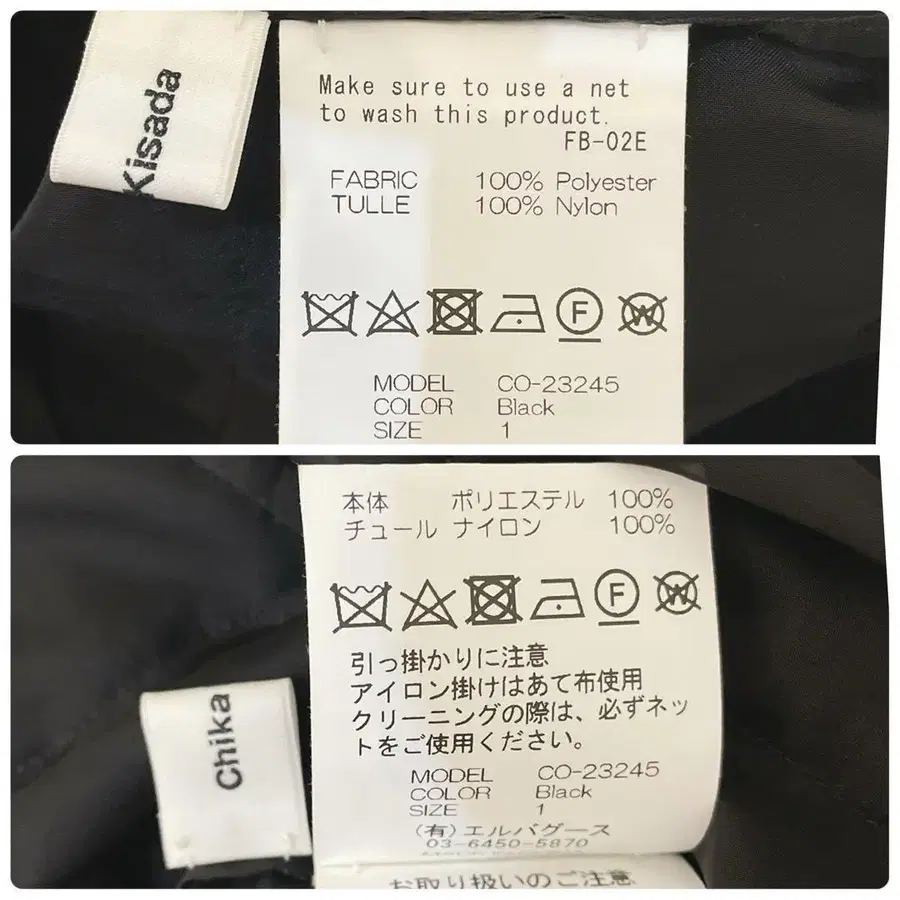 Kisada
Make sure to use a net
to wash this product.
FB-02E
FABRIC 100% Polyester
TULLE 100% Nylon
F
W
MODEL CO-23245
COLOR Black
SIZE 1
本体 ポリエステル 100%
チュール ナイロン 100%
F
W
引っ掛かりに注意
アイロン掛けはあて布使用
クリーニングの際は、必ずネッ
トをご使用ください。
Chika
MODEL CO-23245
COLOR Black
SIZE 1
(有)エルバグース
03-6450-5870
お取り扱いのご注意